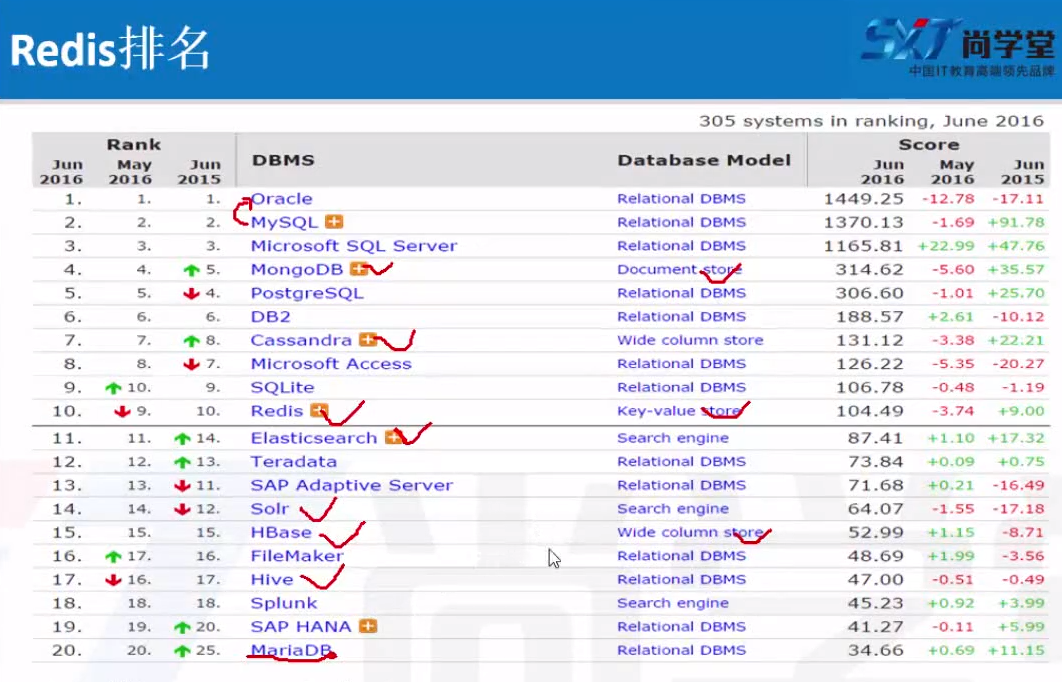 Redis排名
SXT 尚学堂
中国IT教育高端领先品牌
305 systems in ranking, June 2016
Rank DBMS Database Model Score
Jun 2016 May 2016 Jun 2015 Jun 2016 May 2016 Jun 2015
1. 1. 1. Oracle Relational DBMS 1449.25 -12.78 -17.11
2. 2. 2. MySQL Relational DBMS 1370.13 -1.69 +91.78
3. 3. 3. Microsoft SQL Server Relational DBMS 1165.81 +22.99 +47.76
4. 4. 5. MongoDB Document store 314.62 -5.60 +35.57
5. 5. 4. PostgreSQL Relational DBMS 306.60 -1.01 +25.70
6. 6. 6. DB2 Relational DBMS 188.57 +2.61 -10.12
7. 7. 8. Cassandra Wide column store 131.12 -3.38 +22.21
8. 8. 7. Microsoft Access Relational DBMS 126.22 -5.35 -20.27
9. 10. 9. SQLite Relational DBMS 106.78 -0.48 -1.19
10. 9. 10. Redis Key-value store 104.49 -3.74 +9.00
11. 11. 14. Elasticsearch Search engine 87.41 +1.10 +17.32
12. 12. 13. Teradata Relational DBMS 73.84 +0.09 +0.75
13. 13. 11. SAP Adaptive Server Relational DBMS 71.68 +0.21 -16.49
14. 14. 12. Solr Search engine 64.07 -1.55 -17.18
15. 15. 15. HBase Wide column store 52.99 +1.15 -8.71
16. 17. 16. FileMaker Relational DBMS 48.69 +1.99 -3.56
17. 16. 17. Hive Relational DBMS 47.00 -0.51 -0.49
18. 18. 18. Splunk Search engine 45.23 +0.92 +3.99
19. 19. 20. SAP HANA Relational DBMS 41.27 -0.11 +5.99
20. 20. 25. MariaDB Relational DBMS 34.66 +0.69 +11.15